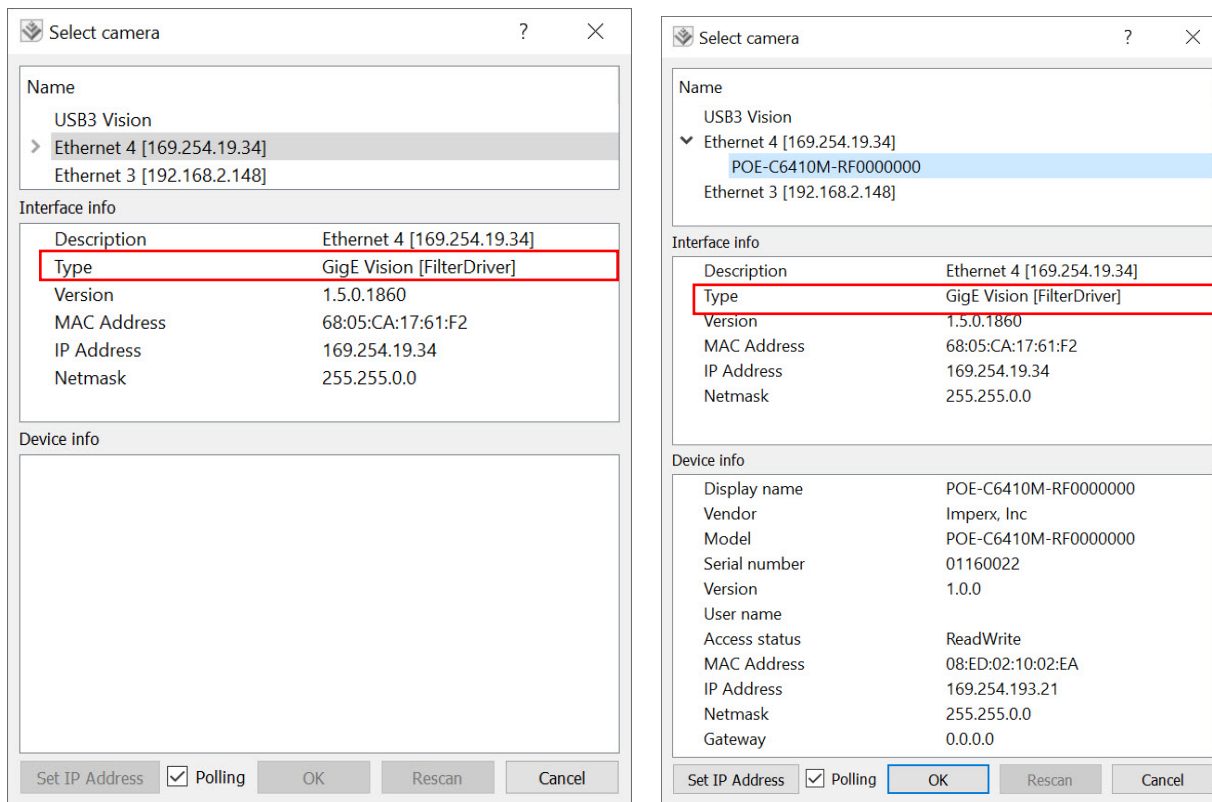 Select camera
?
Name
USB3 Vision
Ethernet 4 [169.254.19.34]
Ethernet 3 [192.168.2.148]
Interface info
Description Ethernet 4 [169.254.19.34]
Type GigE Vision [FilterDriver]
Version 1.5.0.1860
MAC Address 68:05:CA:17:61:F2
IP Address 169.254.19.34
Netmask 255.255.0.0
Device info
Set IP Address Polling OK Rescan Cancel
Select camera
?
Name
USB3 Vision
Ethernet 4 [169.254.19.34]
POE-C6410M-RF0000000
Ethernet 3 [192.168.2.148]
Interface info
Description Ethernet 4 [169.254.19.34]
Type GigE Vision [FilterDriver]
Version 1.5.0.1860
MAC Address 68:05:CA:17:61:F2
IP Address 169.254.19.34
Netmask 255.255.0.0
Device info
Display name POE-C6410M-RF0000000
Vendor Imperx, Inc
Model POE-C6410M-RF0000000
Serial number 01160022
Version 1.0.0
User name
Access status ReadWrite
MAC Address 08:ED:02:10:02:EA
IP Address 169.254.193.21
Netmask 255.255.0.0
Gateway 0.0.0.0
Set IP Address Polling OK Rescan Cancel